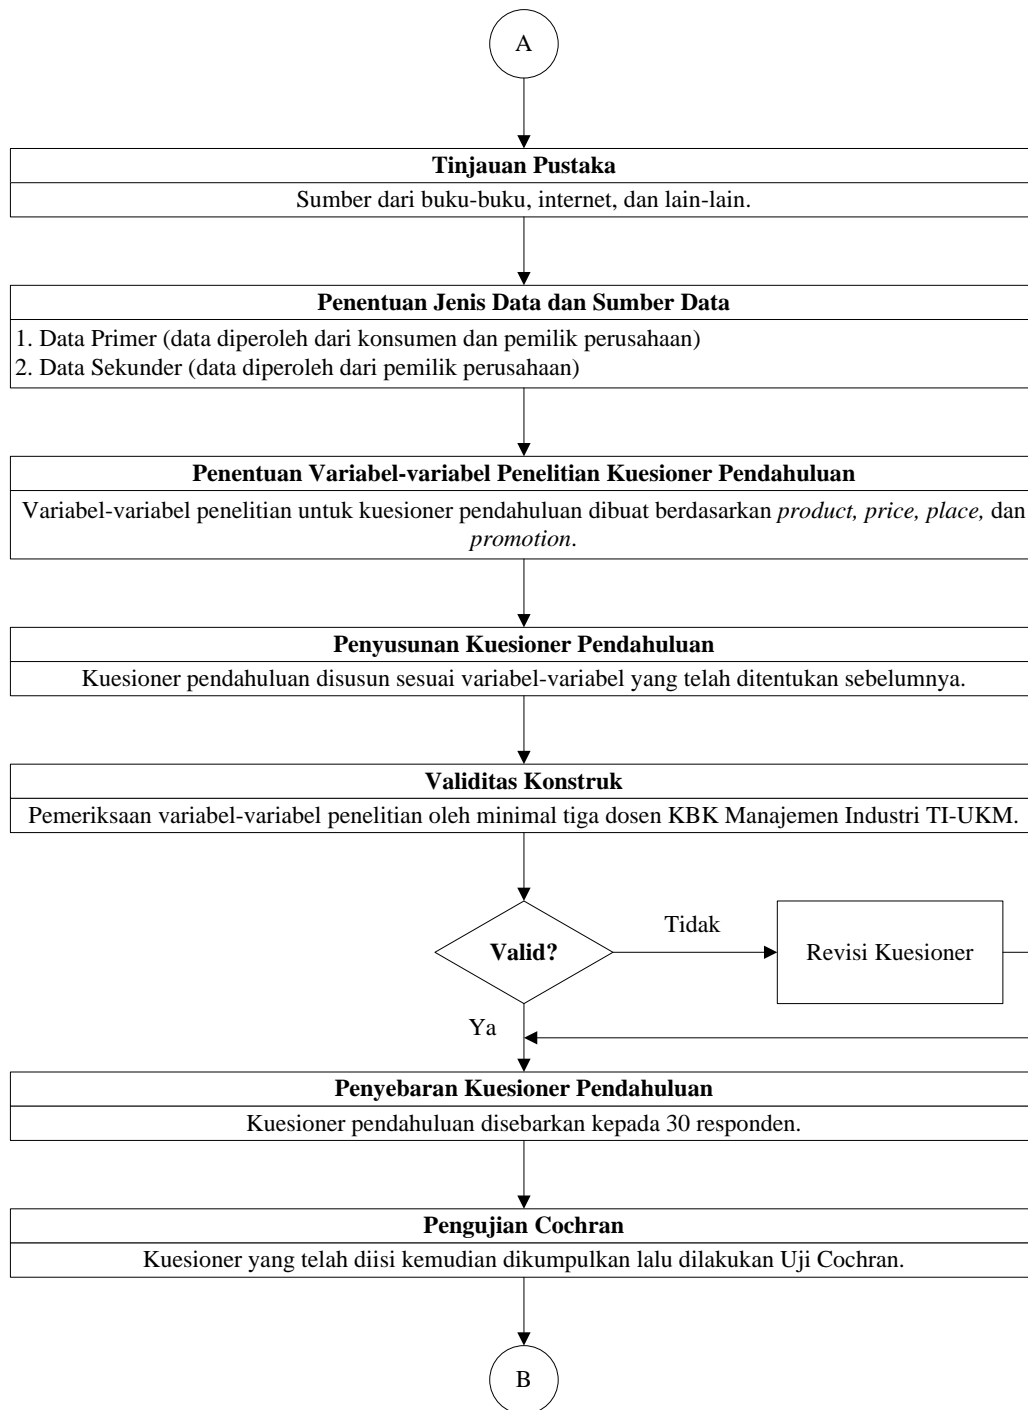 A
Tinjauan Pustaka
Sumber dari buku-buku, internet, dan lain-lain.
Penentuan Jenis Data dan Sumber Data
1. Data Primer (data diperoleh dari konsumen dan pemilik perusahaan)
2. Data Sekunder (data diperoleh dari pemilik perusahaan)
Penentuan Variabel-variabel Penelitian Kuesioner Pendahuluan
Variabel-variabel penelitian untuk kuesioner pendahuluan dibuat berdasarkan product, price, place, dan
promotion.
Penyusunan Kuesioner Pendahuluan
Kuesioner pendahuluan disusun sesuai variabel-variabel yang telah ditentukan sebelumnya.
Validitas Konstruk
Pemeriksaan variabel-variabel penelitian oleh minimal tiga dosen KBK Manajemen Industri TI-UKM.
Valid?
Tidak
Revisi Kuesioner
Ya
Penyebaran Kuesioner Pendahuluan
Kuesioner pendahuluan disebarkan kepada 30 responden.
Pengujian Cochran
Kuesioner yang telah diisi kemudian dikumpulkan lalu dilakukan Uji Cochran.
B